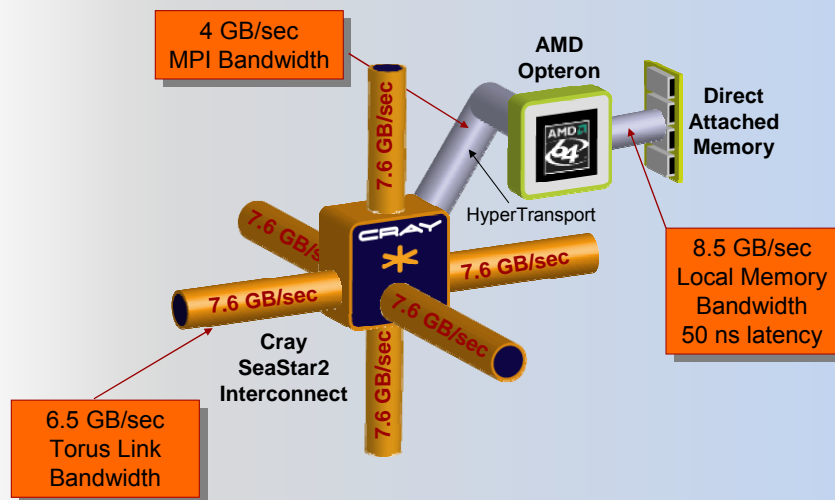 4 GB/sec
MPI Bandwidth
AMD
Opteron
Direct
Attached
Memory
AMD
64
HyperTransport
7.6 GB/sec
7.6 GB/s
CRAY
7.6 GB/sec
7.6 GB/sec
7.6 GB/sec
7.6 GB/sec
8.5 GB/sec
Local Memory
Bandwidth
50 ns latency
Cray
SeaStar2
Interconnect
6.5 GB/sec
Torus Link
Bandwidth